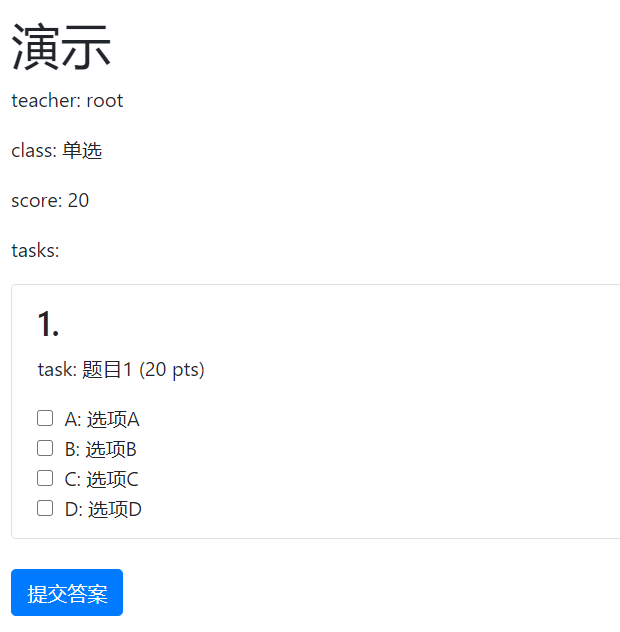 演示
teacher: root
class: 单选
score: 20
tasks:
1.
task: 题目1 (20 pts)
A: 选项A
B: 选项B
C: 选项C
D: 选项D
提交答案